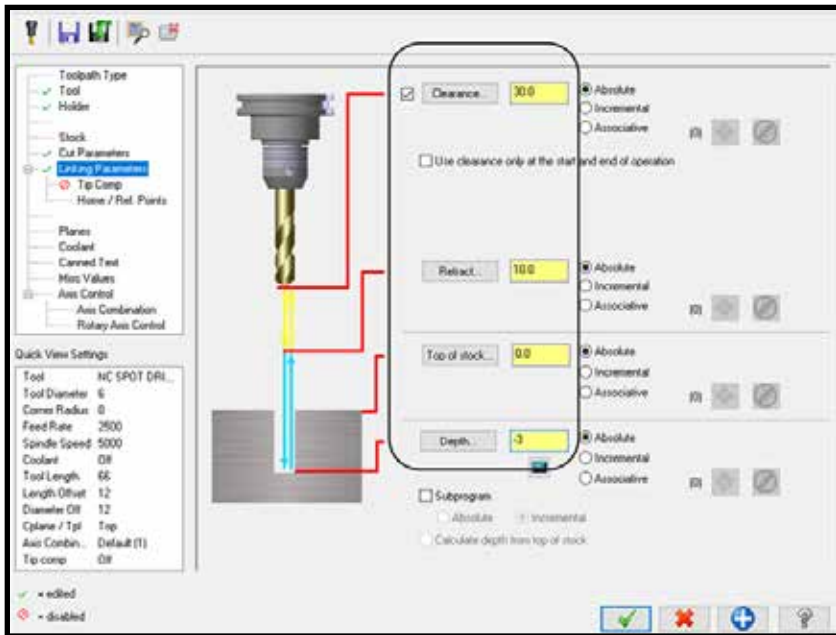 Toolpath Type
Tool
Holder
Stock
Cut Parameters
Linking Parameters
Tip Comp
Home / Ref. Points
Planes
Coolant
Canned Text
Misc Values
Axis Control
Axis Combination
Rotary Axis Control
Quick View Settings
Tool NC SPOT DRI...
Tool Diameter 6
Corner Radius 0
Feed Rate 2500
Spindle Speed 5000
Coolant Off
Tool Length 66
Length Offset 12
Diameter Off 12
Cplane / Tpl Top
Axis Combin... Default (1)
Tip comp Off
= edited
= disabled
Clearance... 30.0
Absolute
Incremental
Associative (0)
Use clearance only at the start and end of operation
Retract... 10.0
Absolute
Incremental
Associative (0)
Top of stock... 0.0
Absolute
Incremental
Associative (0)
Depth... -3
Absolute
Incremental
Associative (0)
Subprogram
Absolute Incremental
Calculate depth from top of stock
?